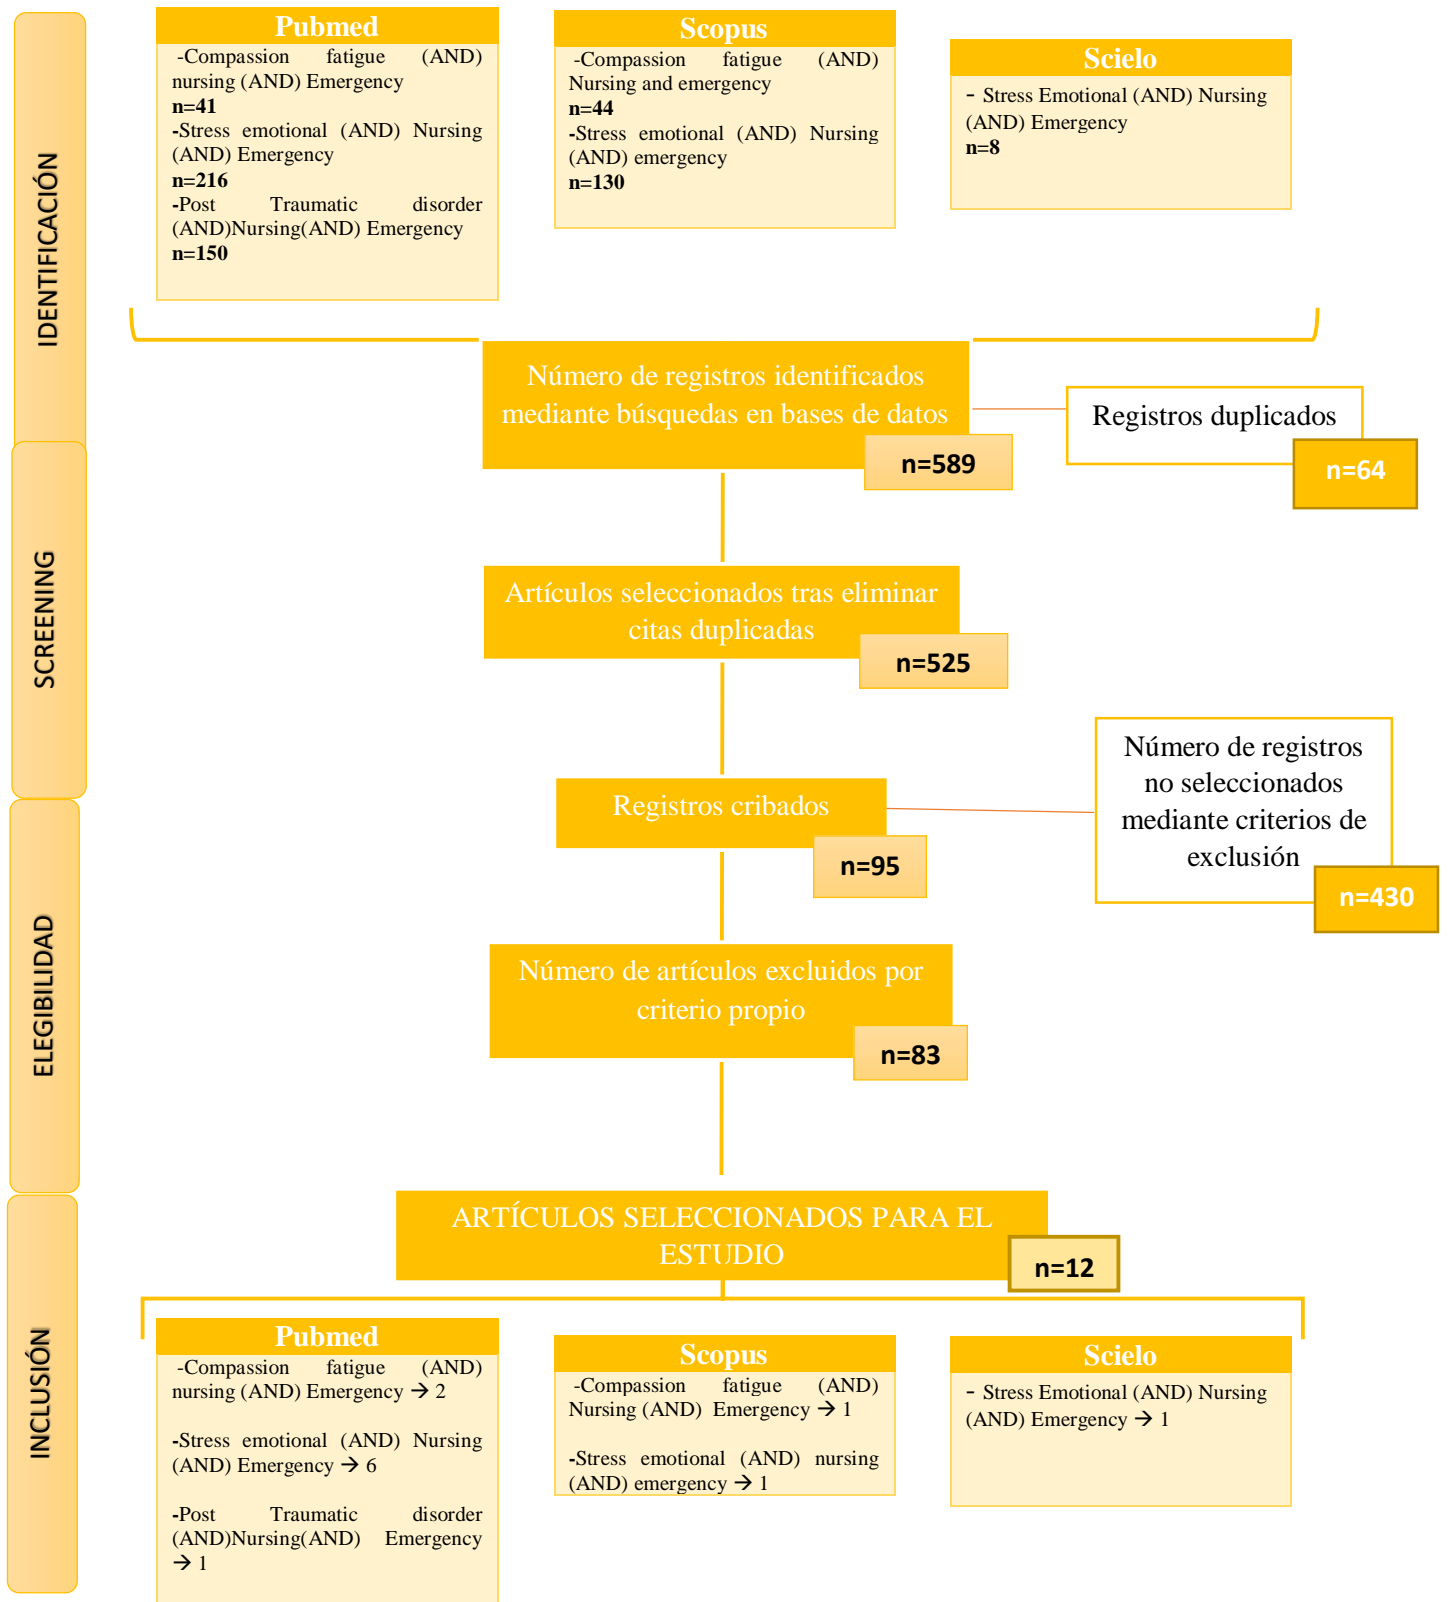 IDENTIFICACIÓN
Pubmed
-Compassion fatigue (AND)
nursing (AND) Emergency
n=41
-Stress emotional (AND) Nursing
(AND) Emergency
n=216
-Post Traumatic disorder
(AND)Nursing(AND) Emergency
n=150
Scopus
-Compassion fatigue (AND)
Nursing and emergency
n=44
-Stress emotional (AND) Nursing
(AND) emergency
n=130
Scielo
- Stress Emotional (AND) Nursing
(AND) Emergency
n=8
Número de registros identificados
mediante búsquedas en bases de datos
n=589
Registros duplicados
n=64
SCREENING
Artículos seleccionados tras eliminar
citas duplicadas
n=525
Registros cribados
n=95
Número de registros
no seleccionados
mediante criterios de
exclusión
n=430
ELEGIBILIDAD
Número de artículos excluidos por
criterio propio
n=83
INCLUSIÓN
ARTÍCULOS SELECCIONADOS PARA EL
ESTUDIO
n=12
Pubmed
-Compassion fatigue (AND)
nursing (AND) Emergency → 2
-Stress emotional (AND) Nursing
(AND) Emergency → 6
-Post Traumatic disorder
(AND)Nursing(AND) Emergency
→ 1
Scopus
-Compassion fatigue (AND)
Nursing (AND) Emergency → 1
-Stress emotional (AND) nursing
(AND) emergency → 1
Scielo
- Stress Emotional (AND) Nursing
(AND) Emergency → 1